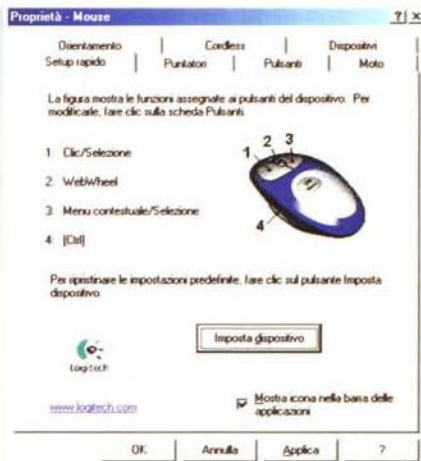 Proprietà - Mouse
? ×
Orientamento Cordless Dispositivi
Setup rapido Puntatori Pulsanti Moto
La figura mostra le funzioni assegnate ai pulsanti del dispositivo. Per
modificarle, fare clic sulla scheda Pulsanti.
1 2 3
1 Clic/Selezione
2 WebWheel
3 Menu contestuale/Selezione
4
4 [Ctrl]
Per ripristinare le impostazioni predefinite, fare clic sul pulsante Imposta
dispositivo
Imposta dispositivo
Logitech
www.logitech.com
Mostra icona nella barra delle
applicazioni
OK Annulla Applica ?